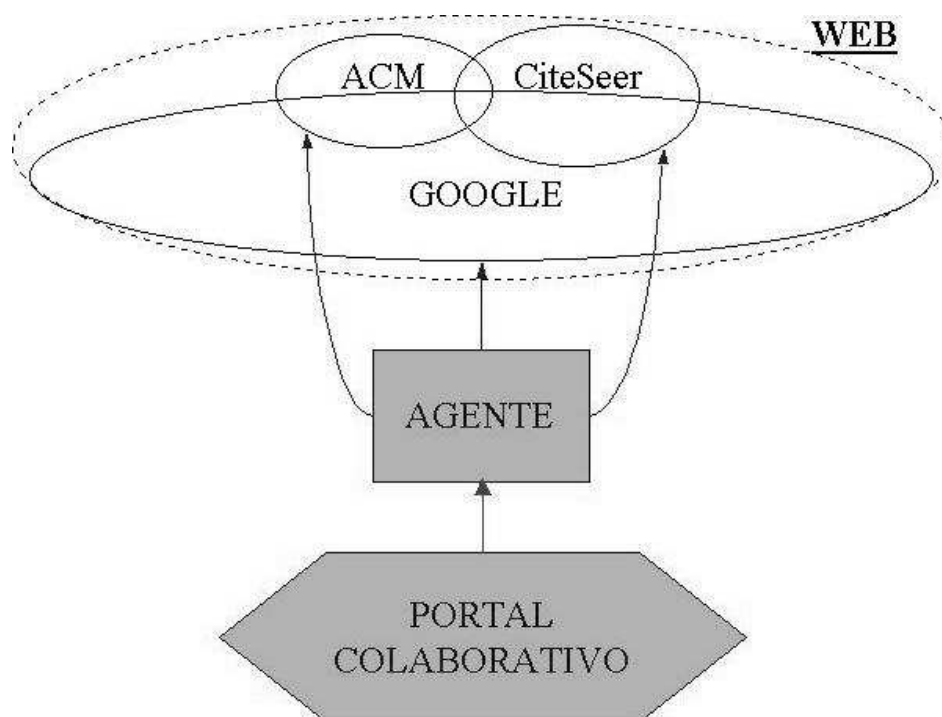 WEB
ACM
CiteSeer
GOOGLE
AGENTE
PORTAL
COLABORATIVO